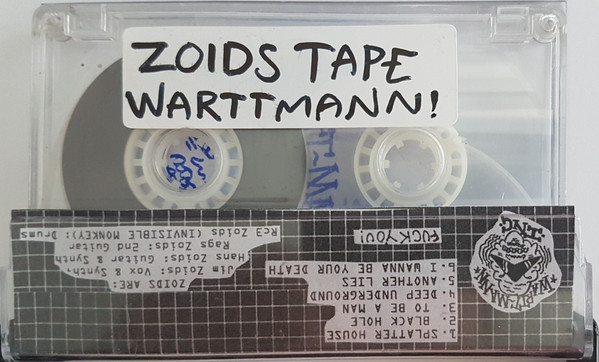 ZOIDS TAPE
WARTTMANN!
1. SPLATTER HOUSE
2 BLACK HOLE
3. TO BE A MAN
4. DEEP UNDERGROUND
5. ANOTHER LIES
6. I WANNA BE YOUR DEATH
FUCK YOU!
ZOIDS ARE:
Jim Zoids: Vox & Synth,
Hans Zoids: Guitar & Synth
Rags Zoids: 2nd Guitar
Rc3 Zoids (INVISIBLE MONKEY): Drums